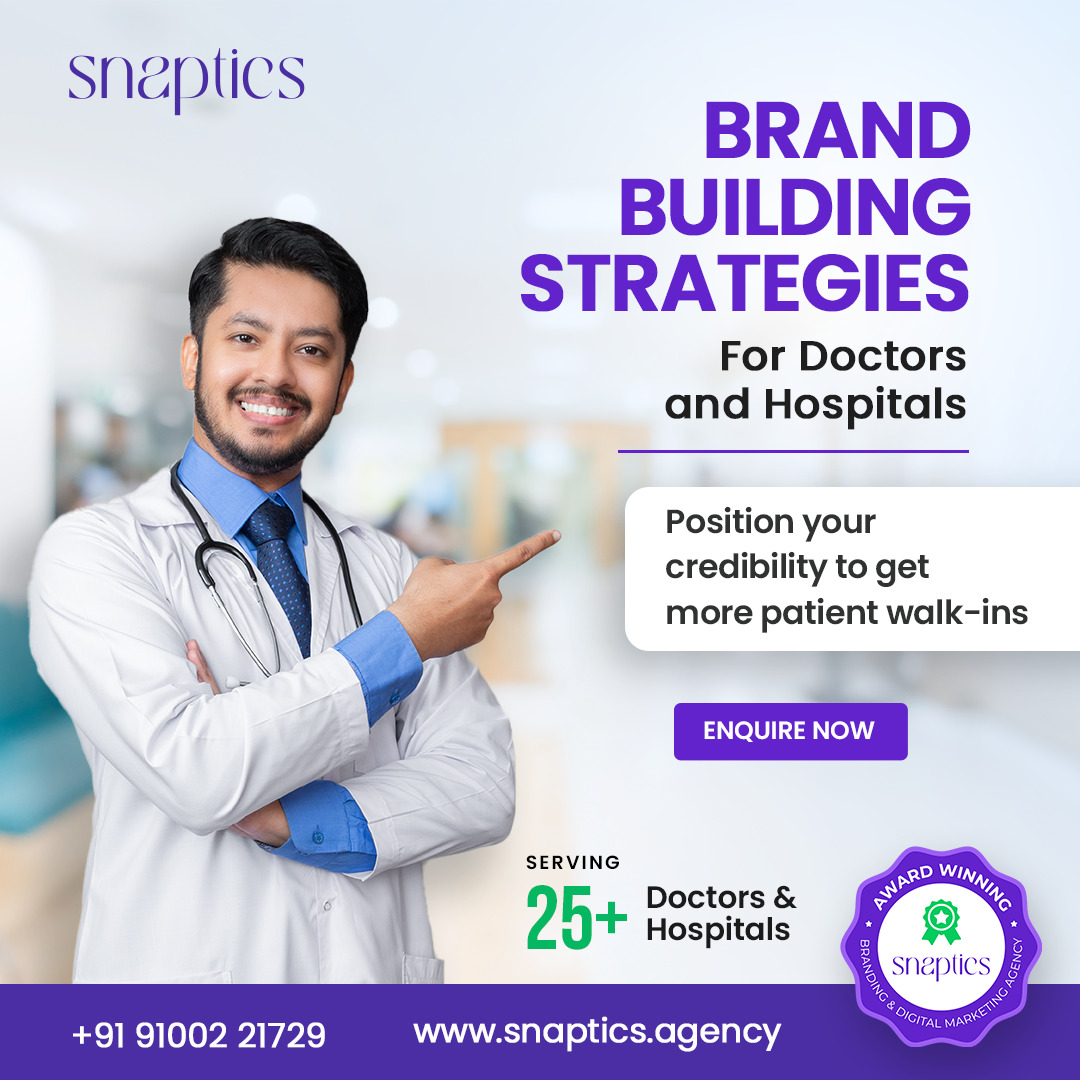 snaptics
BRAND
BUILDING
STRATEGIES
For Doctors
and Hospitals
Position your
credibility to get
more patient walk-ins
ENQUIRE NOW
SERVING
25+
Doctors &
Hospitals
AWARD WINNING
snaptics
BRANDING & DIGITAL MARKETING AGENCY
+91 91002 21729
www.snaptics.agency